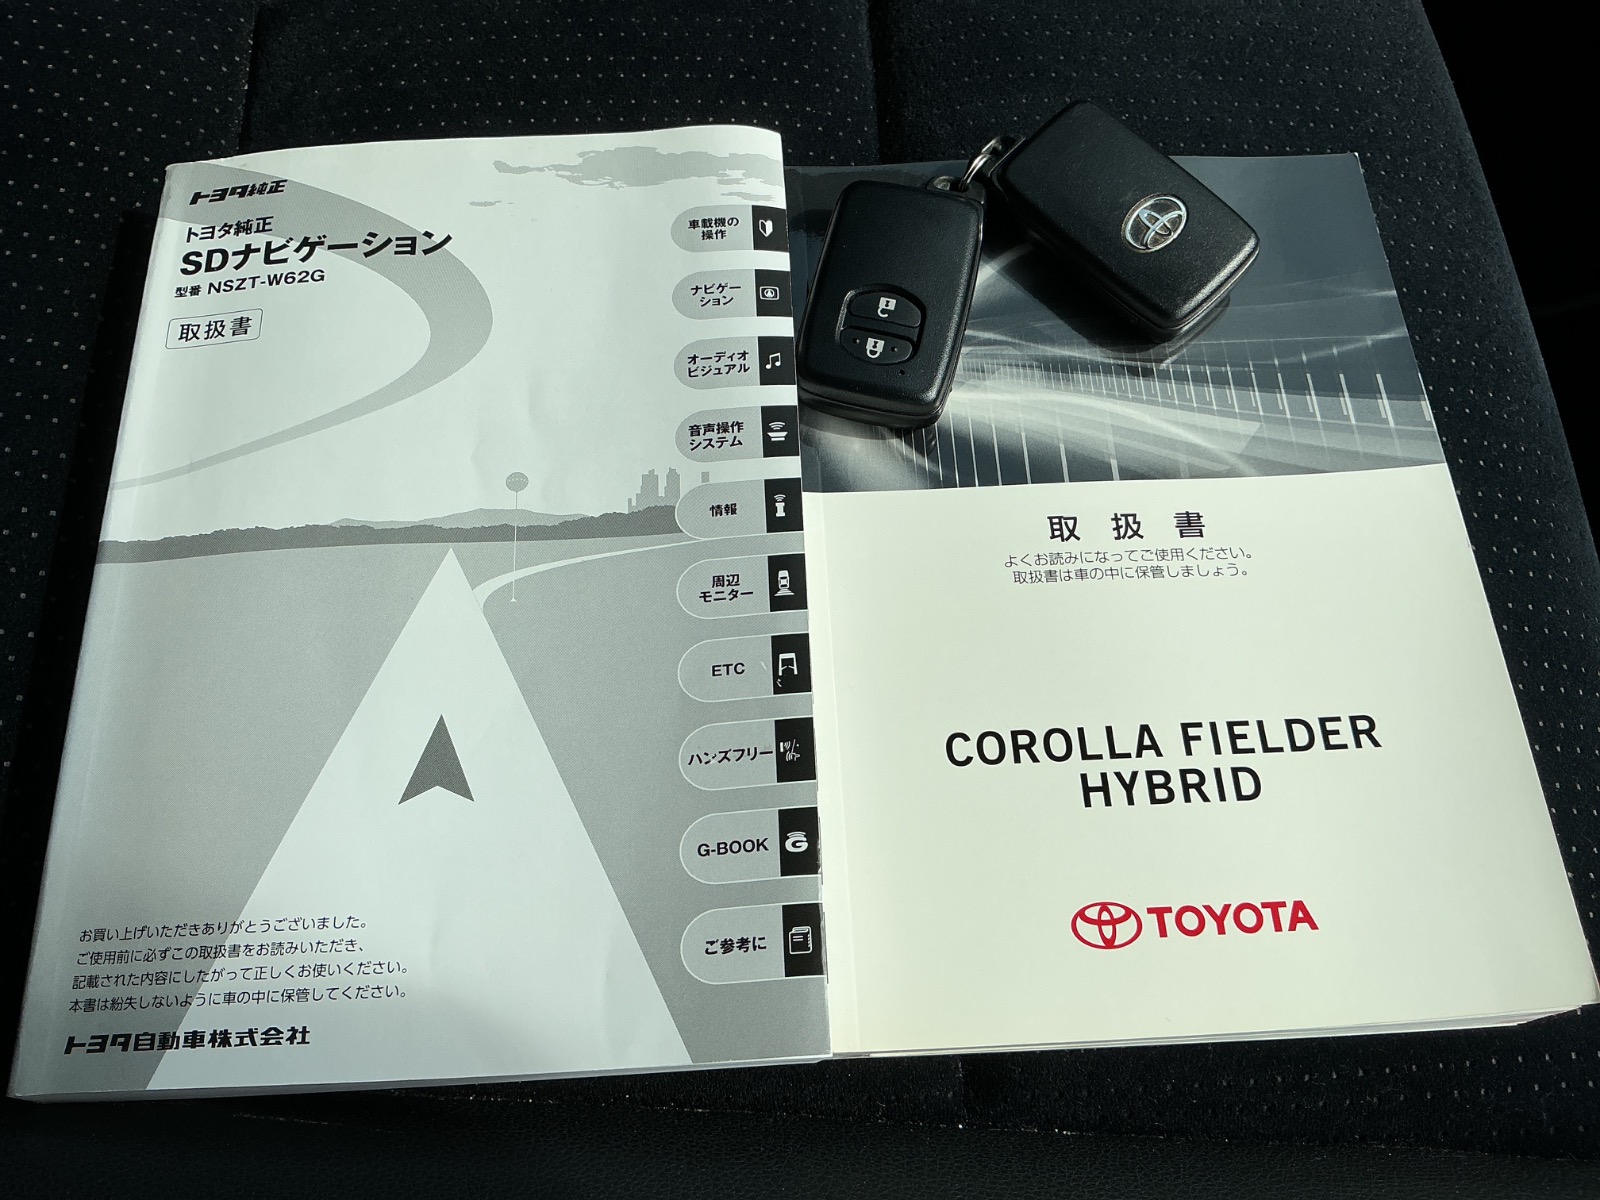 トヨタ純正
トヨタ純正
SDナビゲーション
型番 NSZT-W62G
取扱書
車載機の
操作
ナビゲー
ション
オーディオ
ビジュアル
音声操作
システム
情報
周辺
モニター
ETC
ハンズフリー
G-BOOK
ご参考に
お買い上げいただきありがとうございました。
ご使用前に必ずこの取扱書をお読みいただき、
記載された内容にしたがって正しくお使いください。
本書は紛失しないように車の中に保管してください。
トヨタ自動車株式会社
取扱書
よくお読みになってご使用ください。
取扱書は車の中に保管しましょう。
COROLLA FIELDER
HYBRID
TOYOTA